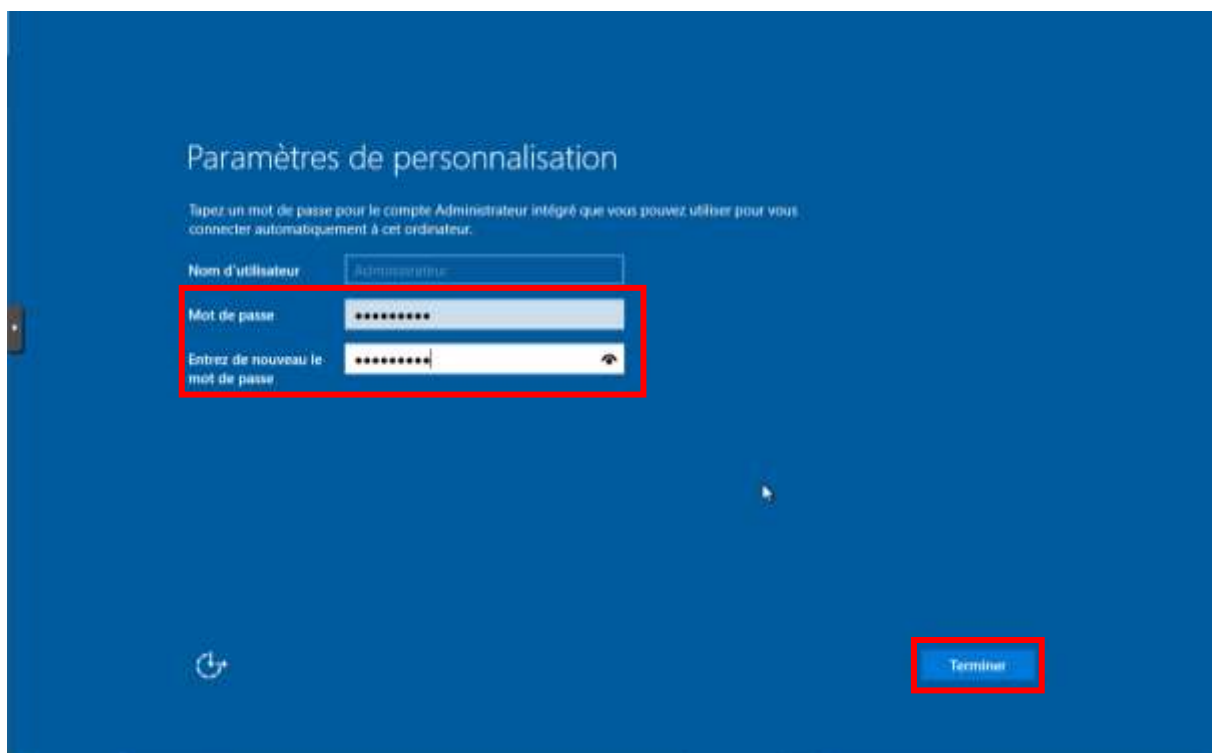 Paramètres de personnalisation
Tapez un mot de passe pour le compte Administrateur intégré que vous pouvez utiliser pour vous
connecter automatiquement à cet ordinateur.
Nom d'utilisateur
Administrateur
Mot de passe
•••••••••
Entrez de nouveau le
mot de passe
•••••••••
Terminer